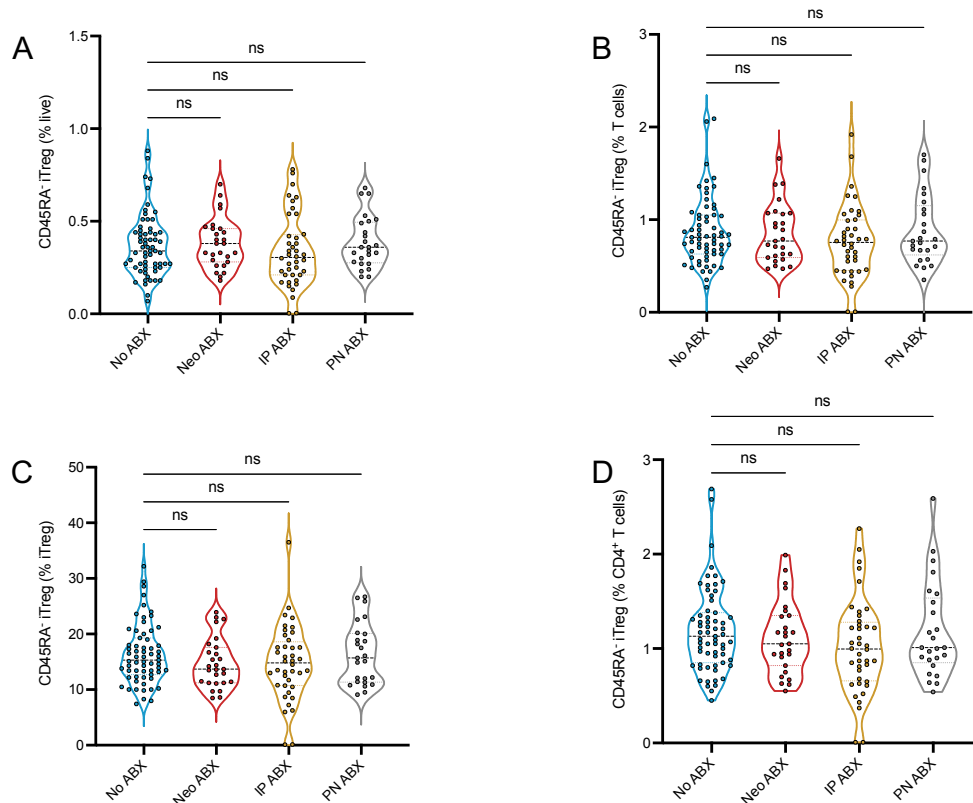 A
CD45RA⁻ iTreg (% live)
1.5
1.0
0.5
0.0
ns
ns
ns
No ABX
Neo ABX
IP ABX
PN ABX
B
CD45RA⁻ iTreg (% T cells)
3
2
1
0
ns
ns
ns
No ABX
Neo ABX
IP ABX
PN ABX
C
CD45RA⁻ iTreg (% iTreg)
50
40
30
20
10
0
ns
ns
ns
No ABX
Neo ABX
IP ABX
PN ABX
D
CD45RA⁻ iTreg (% CD4⁺ T cells)
3
2
1
0
ns
ns
ns
No ABX
Neo ABX
IP ABX
PN ABX